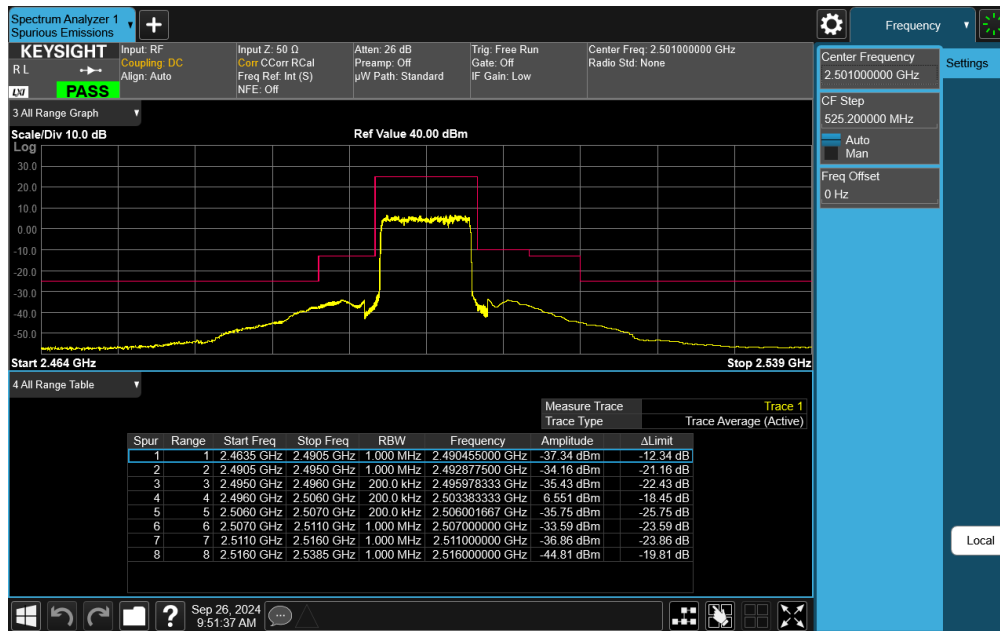 Spectrum Analyzer 1
Spurious Emissions
Frequency
KEYSIGHT
R L
LXI
PASS
Input: RF
Coupling: DC
Align: Auto
Input Z: 50 Ω
Corr CCorr RCal
Freq Ref: Int (S)
NFE: Off
Atten: 26 dB
Preamp: Off
µW Path: Standard
Trig: Free Run
Gate: Off
IF Gain: Low
Center Freq: 2.501000000 GHz
Radio Std: None
Center Frequency
2.501000000 GHz
Settings
CF Step
525.200000 MHz
Auto
Man
Freq Offset
0 Hz
Local
3 All Range Graph
Scale/Div 10.0 dB
Ref Value 40.00 dBm
Log
30.0
20.0
10.0
0.00
-10.0
-20.0
-30.0
-40.0
-50.0
Start 2.464 GHz
Stop 2.539 GHz
4 All Range Table
Measure Trace Trace 1
Trace Type Trace Average (Active)
Spur Range Start Freq Stop Freq RBW Frequency Amplitude ΔLimit
1 1 2.4635 GHz 2.4905 GHz 1.000 MHz 2.490455000 GHz -37.34 dBm -12.34 dB
2 2 2.4905 GHz 2.4950 GHz 1.000 MHz 2.492877500 GHz -34.16 dBm -21.16 dB
3 3 2.4950 GHz 2.4960 GHz 200.0 kHz 2.495978333 GHz -35.43 dBm -22.43 dB
4 4 2.4960 GHz 2.5060 GHz 200.0 kHz 2.503383333 GHz 6.551 dBm -18.45 dB
5 5 2.5060 GHz 2.5070 GHz 200.0 kHz 2.506001667 GHz -35.75 dBm -25.75 dB
6 6 2.5070 GHz 2.5110 GHz 1.000 MHz 2.507000000 GHz -33.59 dBm -23.59 dB
7 7 2.5110 GHz 2.5160 GHz 1.000 MHz 2.511000000 GHz -36.86 dBm -23.86 dB
8 8 2.5160 GHz 2.5385 GHz 1.000 MHz 2.516000000 GHz -44.81 dBm -19.81 dB
Sep 26, 2024
9:51:37 AM